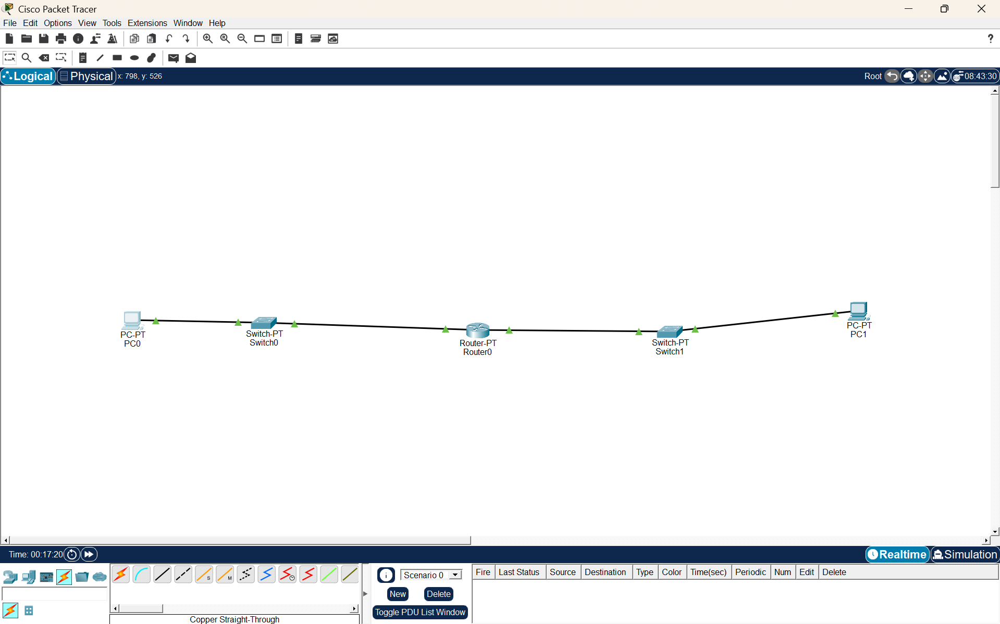 Cisco Packet Tracer
File Edit Options View Tools Extensions Window Help
?
Logical Physical x: 798, y: 526 Root 08:43:30
PC-PT
PC0
Switch-PT
Switch0
Router-PT
Router0
Switch-PT
Switch1
PC-PT
PC1
Time: 00:17:20 Realtime Simulation
S M
Scenario 0
New Delete
Toggle PDU List Window
Fire Last Status Source Destination Type Color Time(sec) Periodic Num Edit Delete
Copper Straight-Through